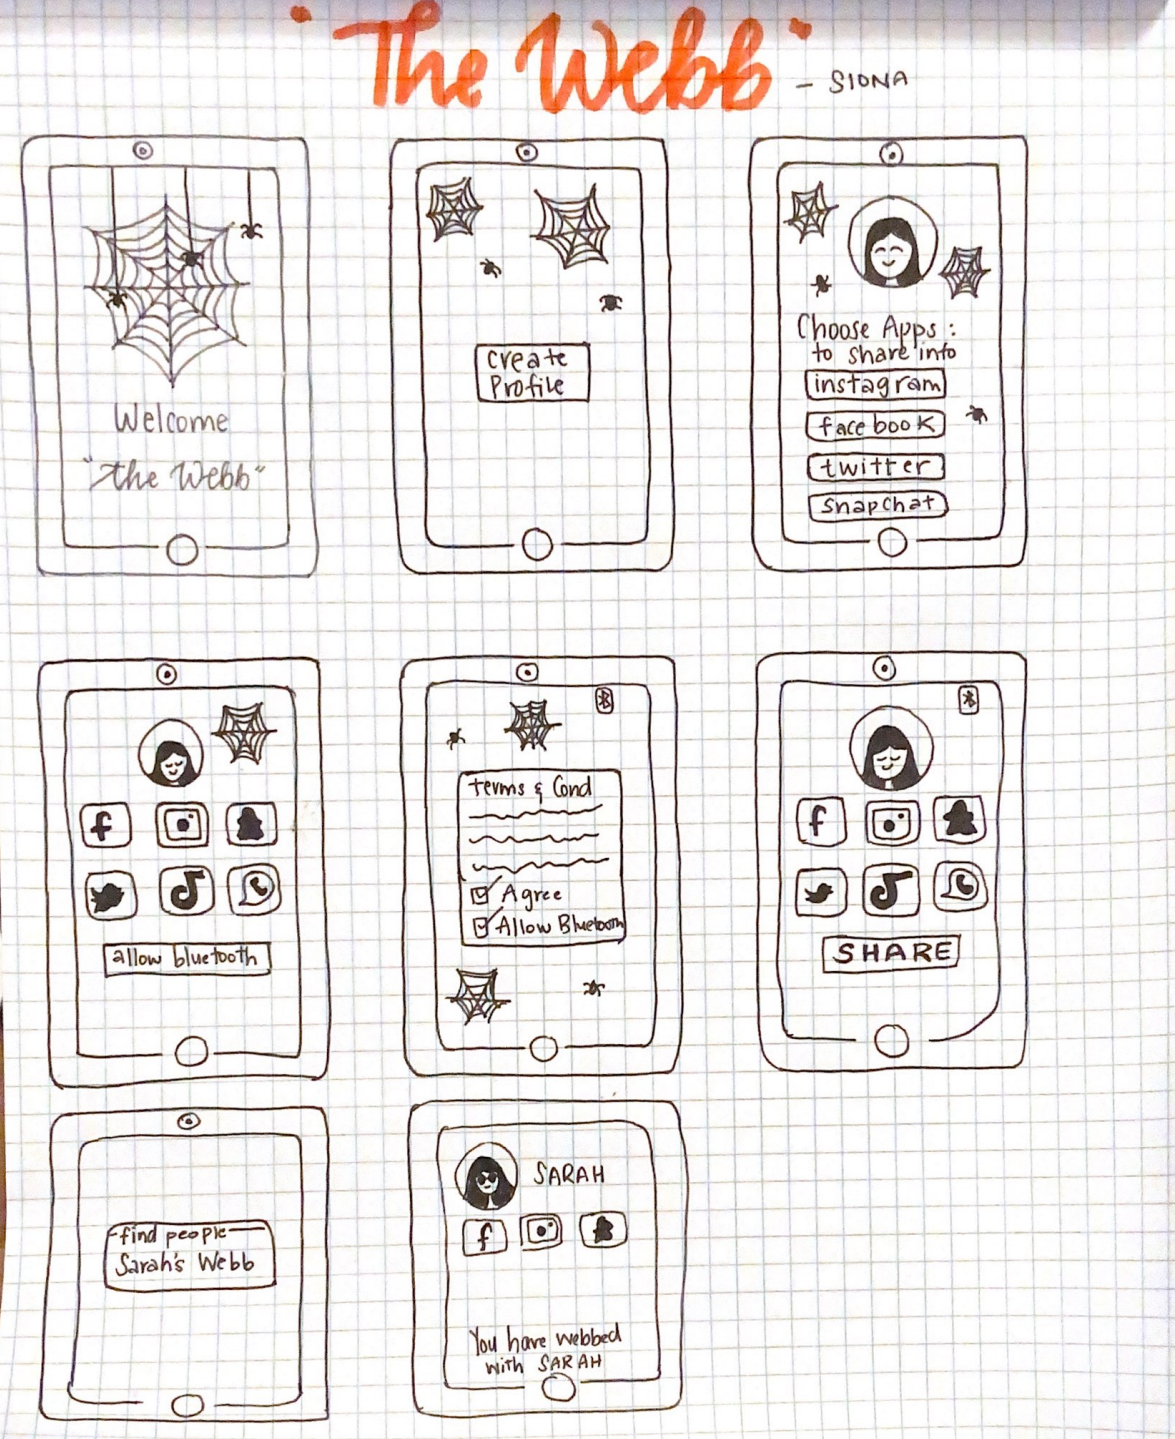 "The Webb" - SIONA
Welcome
"The Webb"
Create
Profile
Choose Apps :
to share into
instagram
facebook
twitter
snapchat
f
allow bluetooth
terms & Cond
Agree
Allow Bluetooth
f
SHARE
find people
Sarah's Webb
SARAH
f
You have webbed
with SARAH